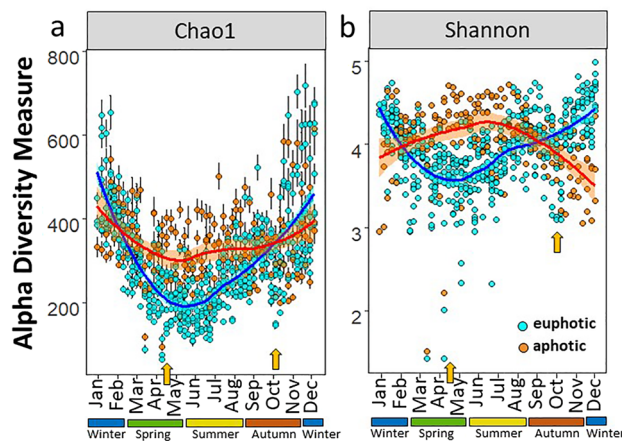 a
Chao1
b
Shannon
Alpha Diversity Measure
800
600
400
200
5
4
3
2
euphotic
aphotic
Jan
Feb
Mar
Apr
May
Jun
Jul
Aug
Sep
Oct
Nov
Dec
Jan
Feb
Mar
Apr
May
Jun
Jul
Aug
Sep
Oct
Nov
Dec
Winter Spring Summer Autumn Winter
Winter Spring Summer Autumn Winter